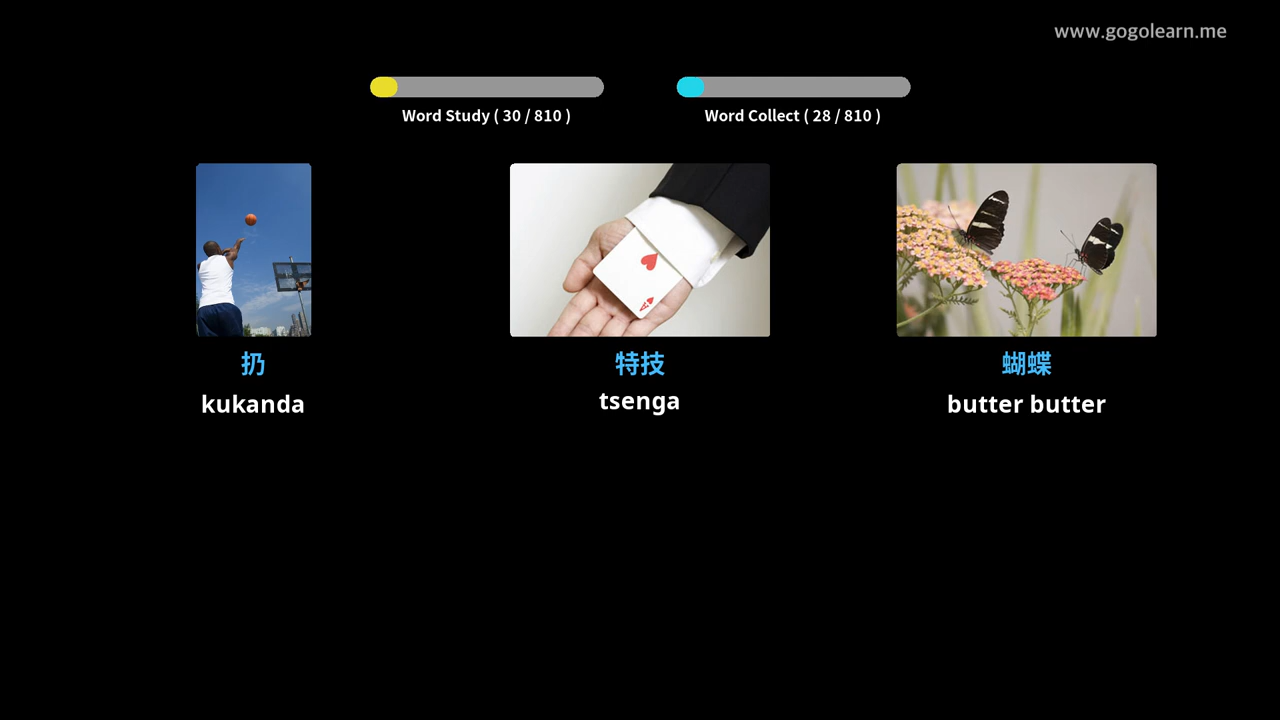 www.gogolearn.me
Word Study ( 30 / 810 )
Word Collect ( 28 / 810 )
扔
kukanda
特技
tsenga
蝴蝶
butter butter